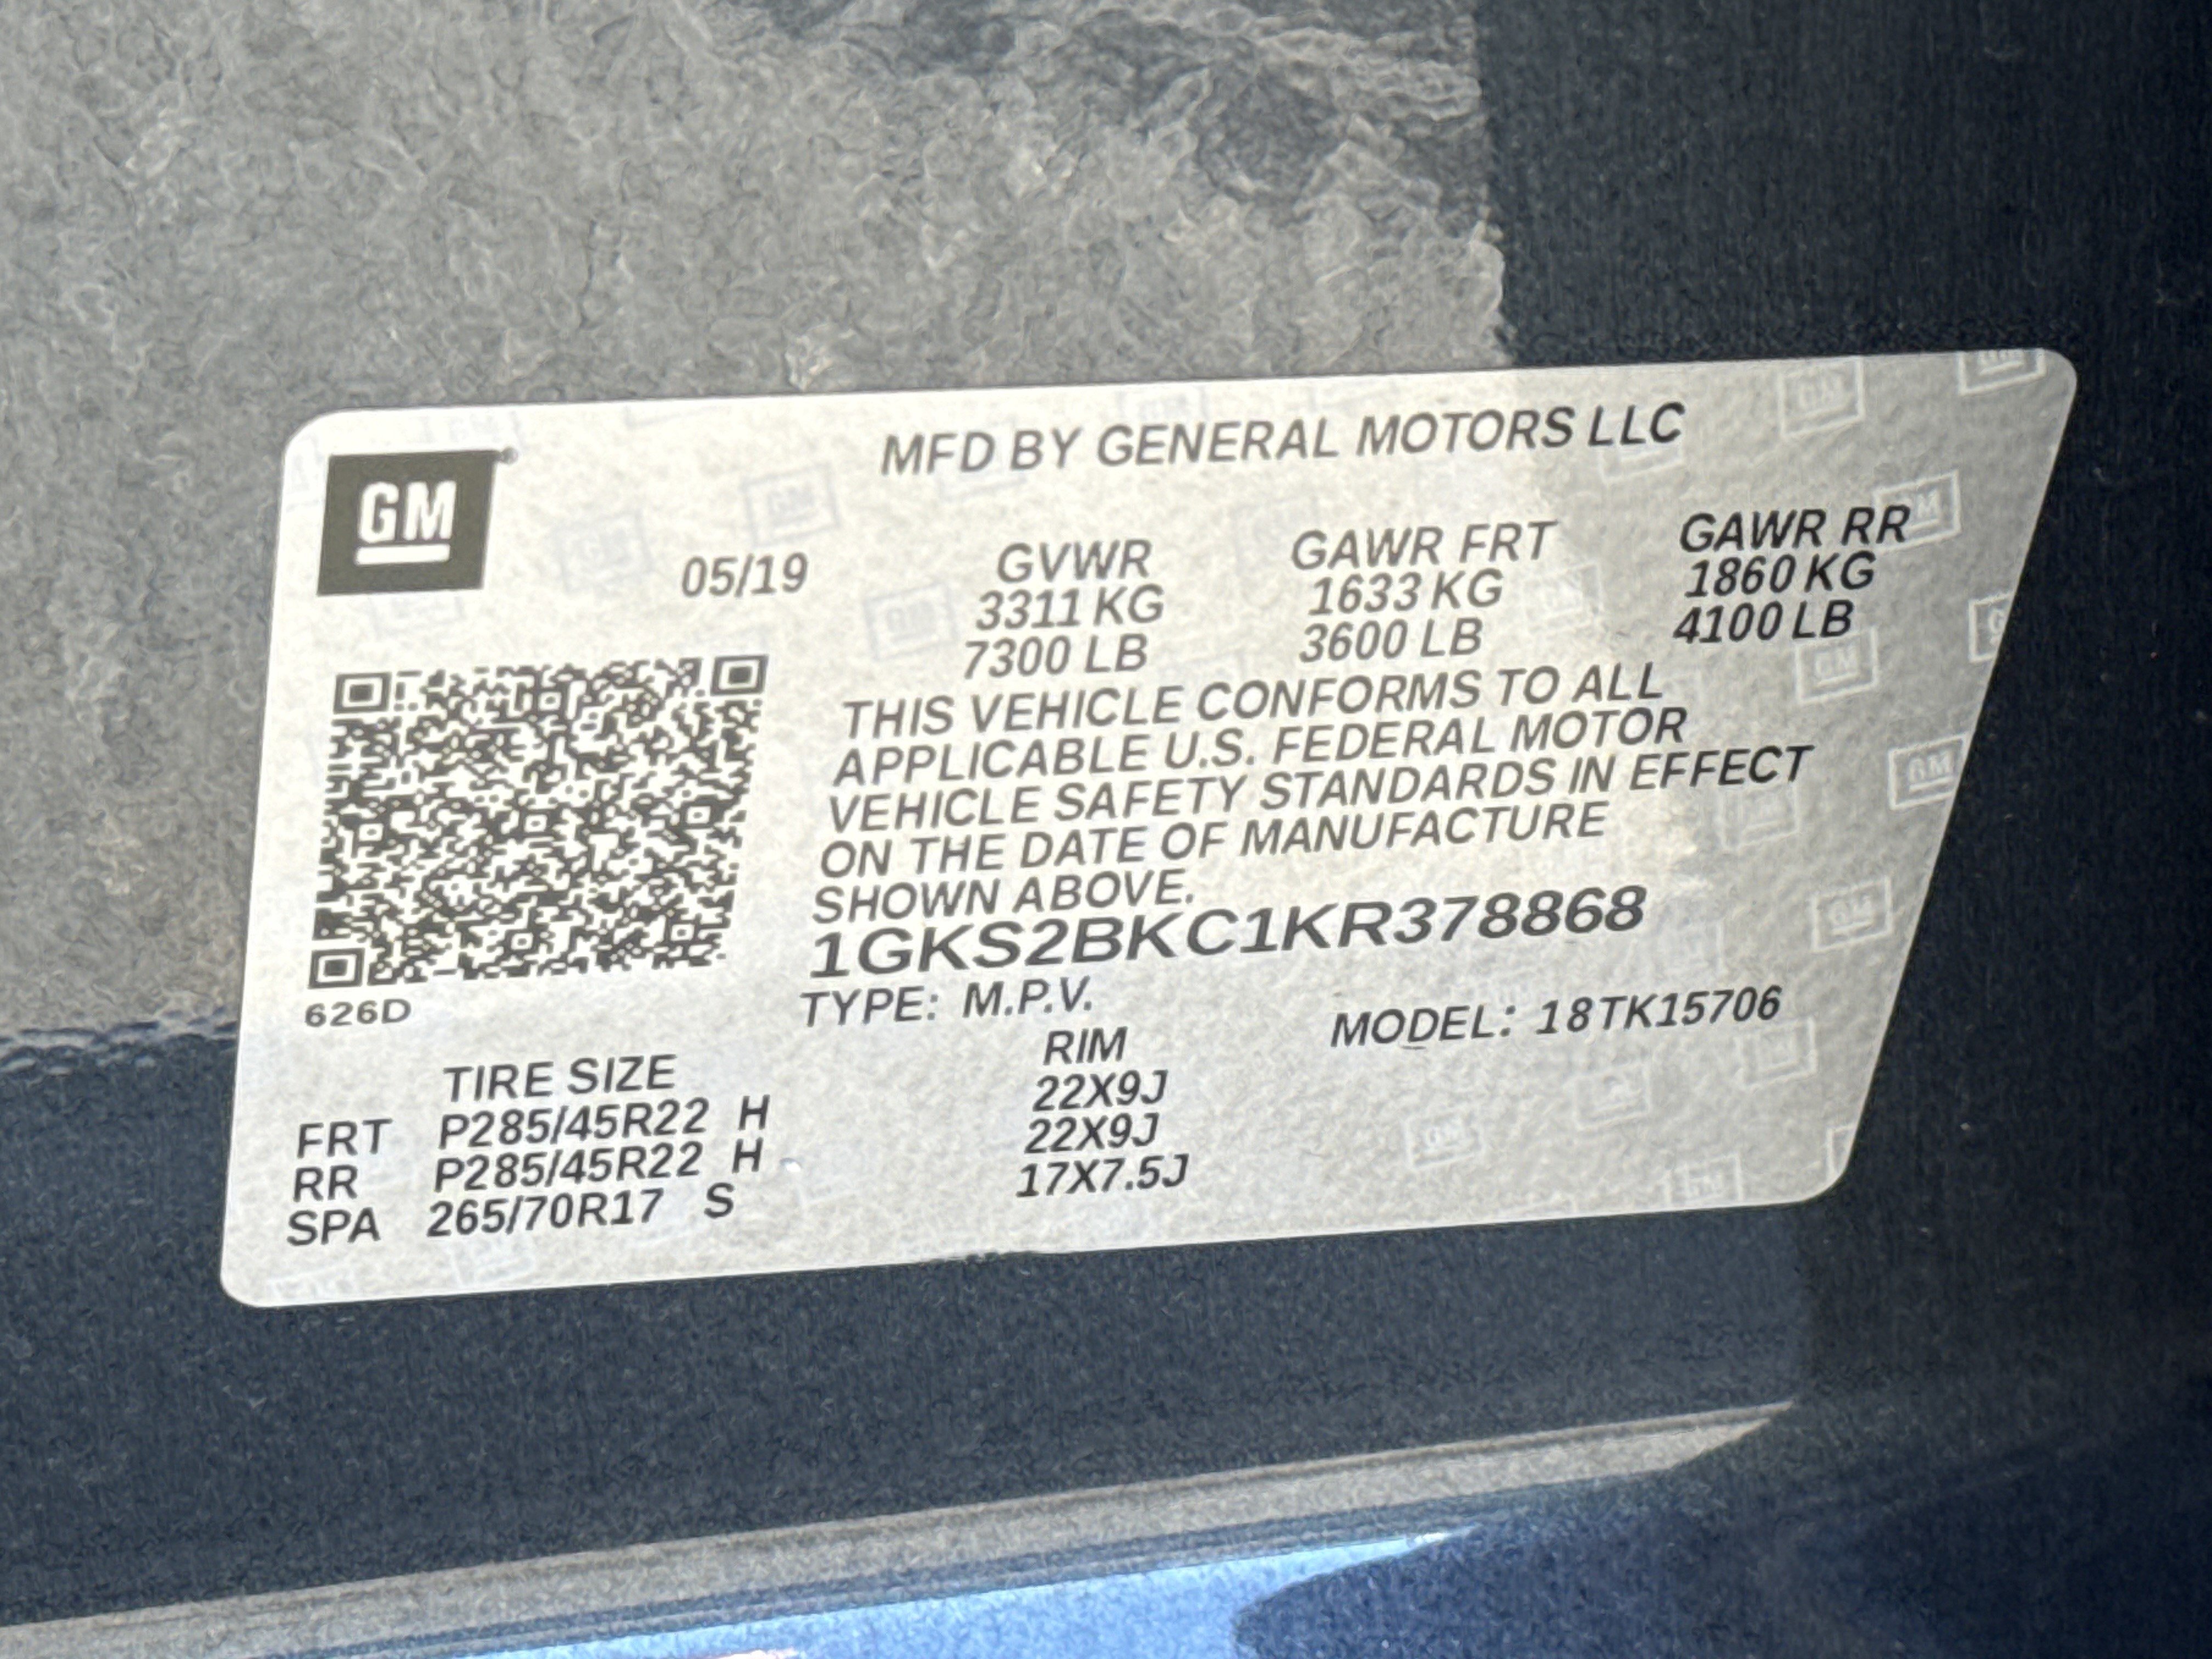 GM
MFD BY GENERAL MOTORS LLC
05/19
GVWR GAWR FRT GAWR RR
3311 KG 1633 KG 1860 KG
7300 LB 3600 LB 4100 LB
THIS VEHICLE CONFORMS TO ALL
APPLICABLE U.S. FEDERAL MOTOR
VEHICLE SAFETY STANDARDS IN EFFECT
ON THE DATE OF MANUFACTURE
SHOWN ABOVE.
1GKS2BKC1KR378868
626D
TYPE: M.P.V. MODEL: 18TK15706
TIRE SIZE RIM
FRT P285/45R22 H 22X9J
RR P285/45R22 H 22X9J
SPA 265/70R17 S 17X7.5J